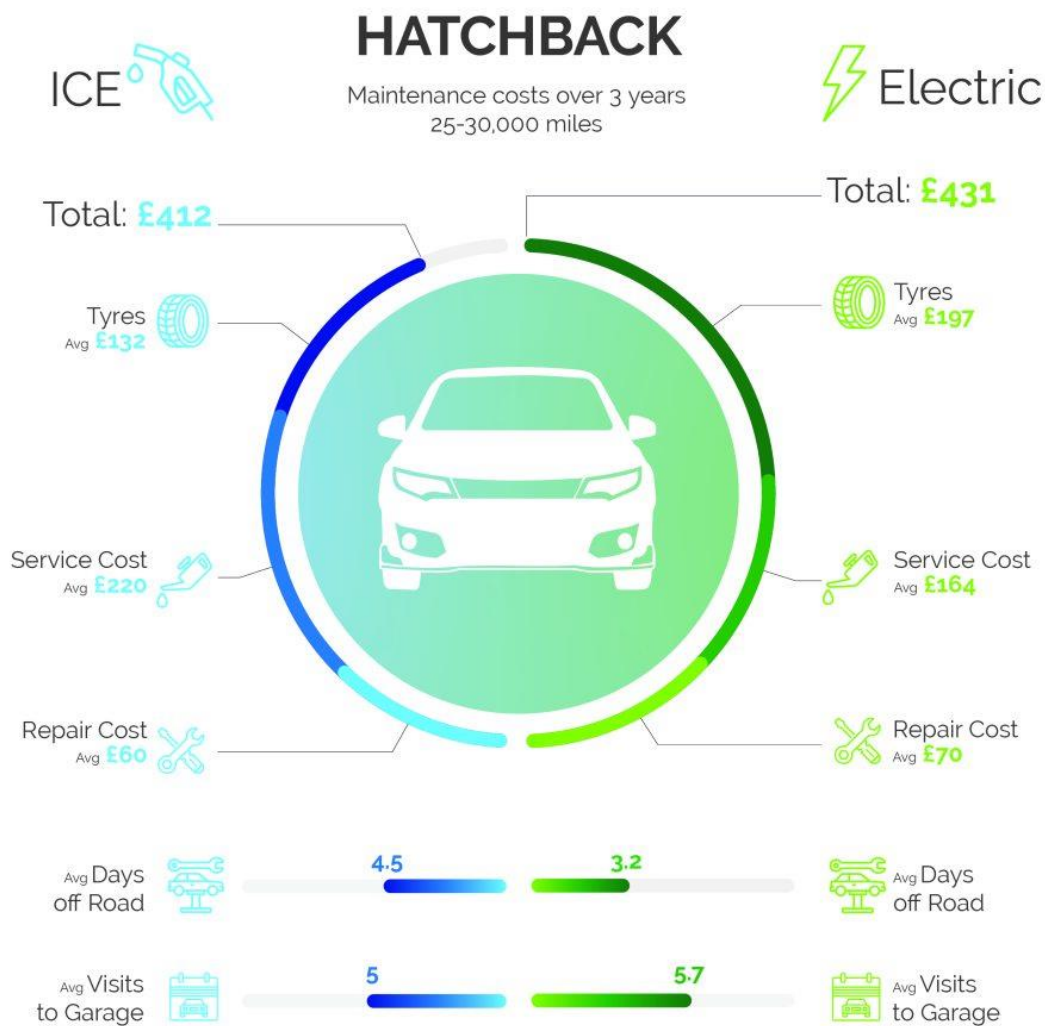 HATCHBACK
ICE
Maintenance costs over 3 years
25-30,000 miles
Electric
Total: £412
Total: £431
Tyres
Avg £132
Tyres
Avg £197
Service Cost
Avg £220
Service Cost
Avg £164
Repair Cost
Avg £60
Repair Cost
Avg £70
Avg Days
off Road
4.5
3.2
Avg Days
off Road
Avg Visits
to Garage
5
5.7
Avg Visits
to Garage